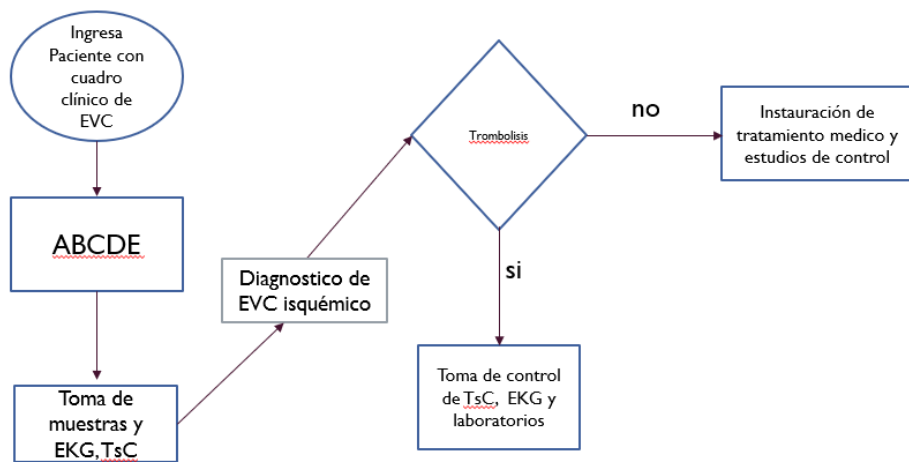 Ingresa
Paciente con
cuadro
clínico de
EVC
ABCDE
Toma de
muestras y
EKG, TsC
Diagnostico de
EVC isquémico
Trombolisis
no
Instauración de
tratamiento medico y
estudios de control
si
Toma de control
de TsC, EKG y
laboratorios